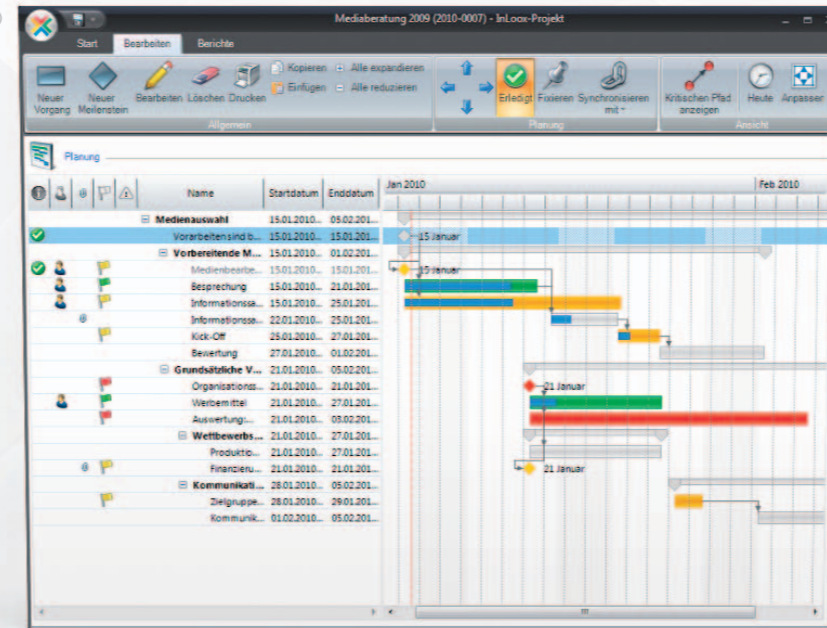 Mediaberatung 2009 (2010-0007) - InLoox-Projekt
Start Bearbeiten Berichte
Neuer Vorgang
Neuer Meilenstein
Bearbeiten Löschen Drucken
Kopieren
Einfügen
Alle expandieren
Alle reduzieren
Allgemein
Erledigt Fixieren Synchronisieren mit
Planung
Kritischen Pfad anzeigen
Heute Anpassen
Ansicht
Planung
Name Startdatum Enddatum Jan 2010 Feb 2010
Medienauswahl 15.01.2010... 05.02.201...
Vorarbeiten sind b... 15.01.2010... 15.01.201... 15 Januar
Vorbereitende M... 15.01.2010... 01.02.201...
Medienbearbe... 15.01.2010... 15.01.201... 15 Januar
Besprechung 15.01.2010... 21.01.201...
Informationssa... 15.01.2010... 25.01.201...
Informationssa... 22.01.2010... 25.01.201...
Kick-Off 25.01.2010... 27.01.201...
Bewertung 27.01.2010... 01.02.201...
Grundsätzliche V... 21.01.2010... 05.02.201...
Organisations... 21.01.2010... 21.01.201... 21 Januar
Werbemittel 21.01.2010... 27.01.201...
Auswertung:... 21.01.2010... 03.02.201...
Wettbewerbs... 21.01.2010... 27.01.201...
Produktio... 21.01.2010... 27.01.201...
Finanzieru... 21.01.2010... 21.01.201... 21 Januar
Kommunikati... 28.01.2010... 05.02.201...
Zielgruppe... 28.01.2010... 29.01.201...
Kommunik... 01.02.2010... 05.02.201...